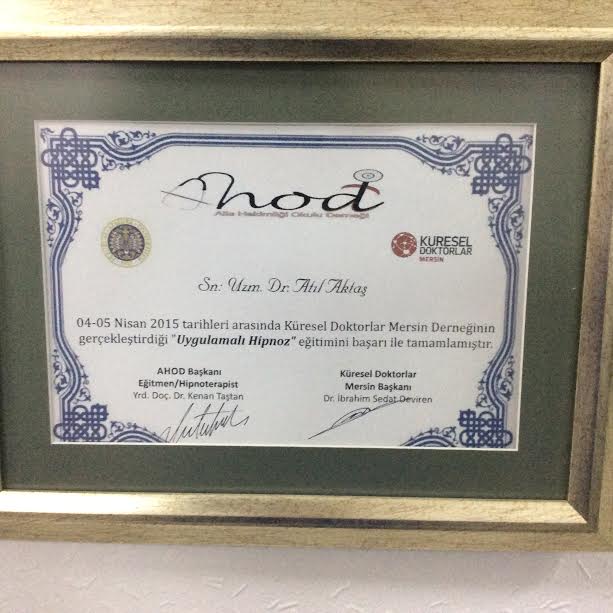 Ahod
Aile Hekimliği Okulu Derneği
KÜRESEL
DOKTORLAR
MERSİN
Sn: Uzm. Dr. Atıl Aktaş
04-05 Nisan 2015 tarihleri arasında Küresel Doktorlar Mersin Derneğinin
gerçekleştirdiği "Uygulamalı Hipnoz" eğitimini başarı ile tamamlamıştır.
AHOD Başkanı
Eğitmen/Hipnoterapist
Yrd. Doç. Dr. Kenan Taştan
Küresel Doktorlar
Mersin Başkanı
Dr. İbrahim Sedat Deviren